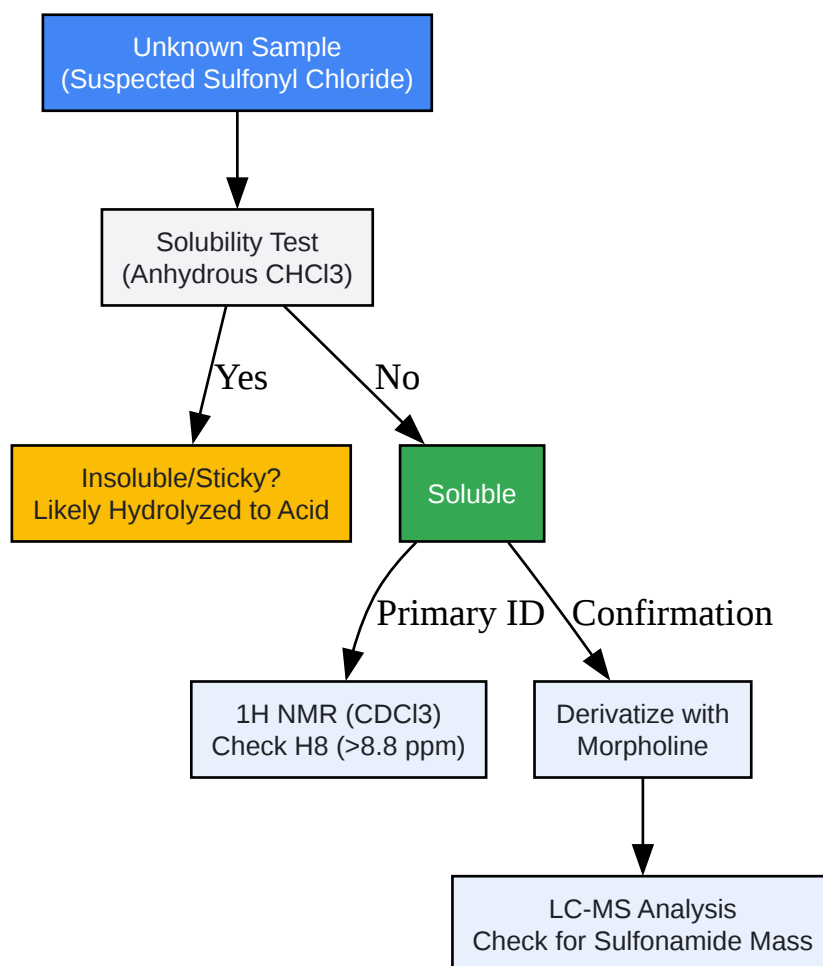 Unknown Sample
(Suspected Sulfonyl Chloride)
Solubility Test
(Anhydrous CHCl3)
Yes
No
Insoluble/Sticky?
Likely Hydrolyzed to Acid
Soluble
Primary ID
Confirmation
1H NMR (CDCl3)
Check H8 (>8.8 ppm)
Derivatize with
Morpholine
LC-MS Analysis
Check for Sulfonamide Mass